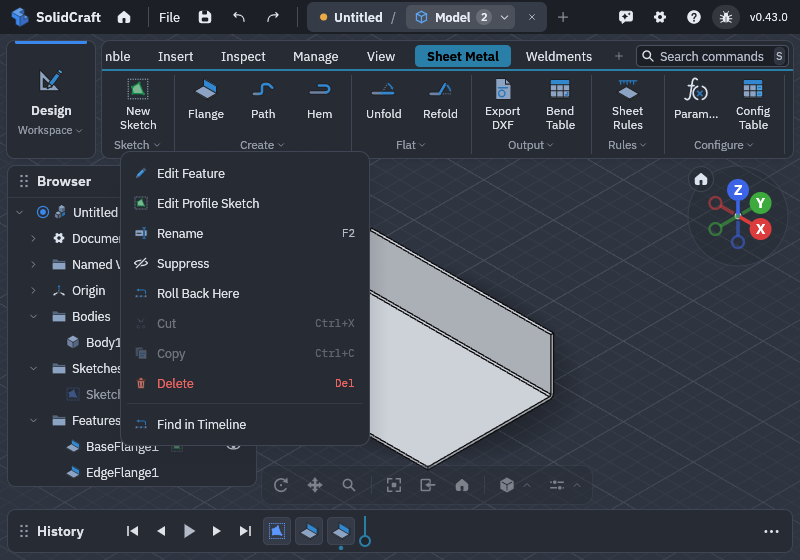 SolidCraft
File
Untitled /
Model 2
v0.43.0
Design
Workspace
nble
Insert
Inspect
Manage
View
Sheet Metal
Weldments
Search commands S
New Sketch
Flange
Path
Hem
Unfold
Refold
Export DXF
Bend Table
Sheet Rules
Param...
Config Table
Sketch
Create
Flat
Output
Rules
Configure
Browser
Untitled
Docume
Named V
Origin
Bodies
Body1
Sketches
Sketch
Features
BaseFlange1
EdgeFlange1
Edit Feature
Edit Profile Sketch
Rename F2
Suppress
Roll Back Here
Cut Ctrl+X
Copy Ctrl+C
Delete Del
Find in Timeline
Z
Y
X
History